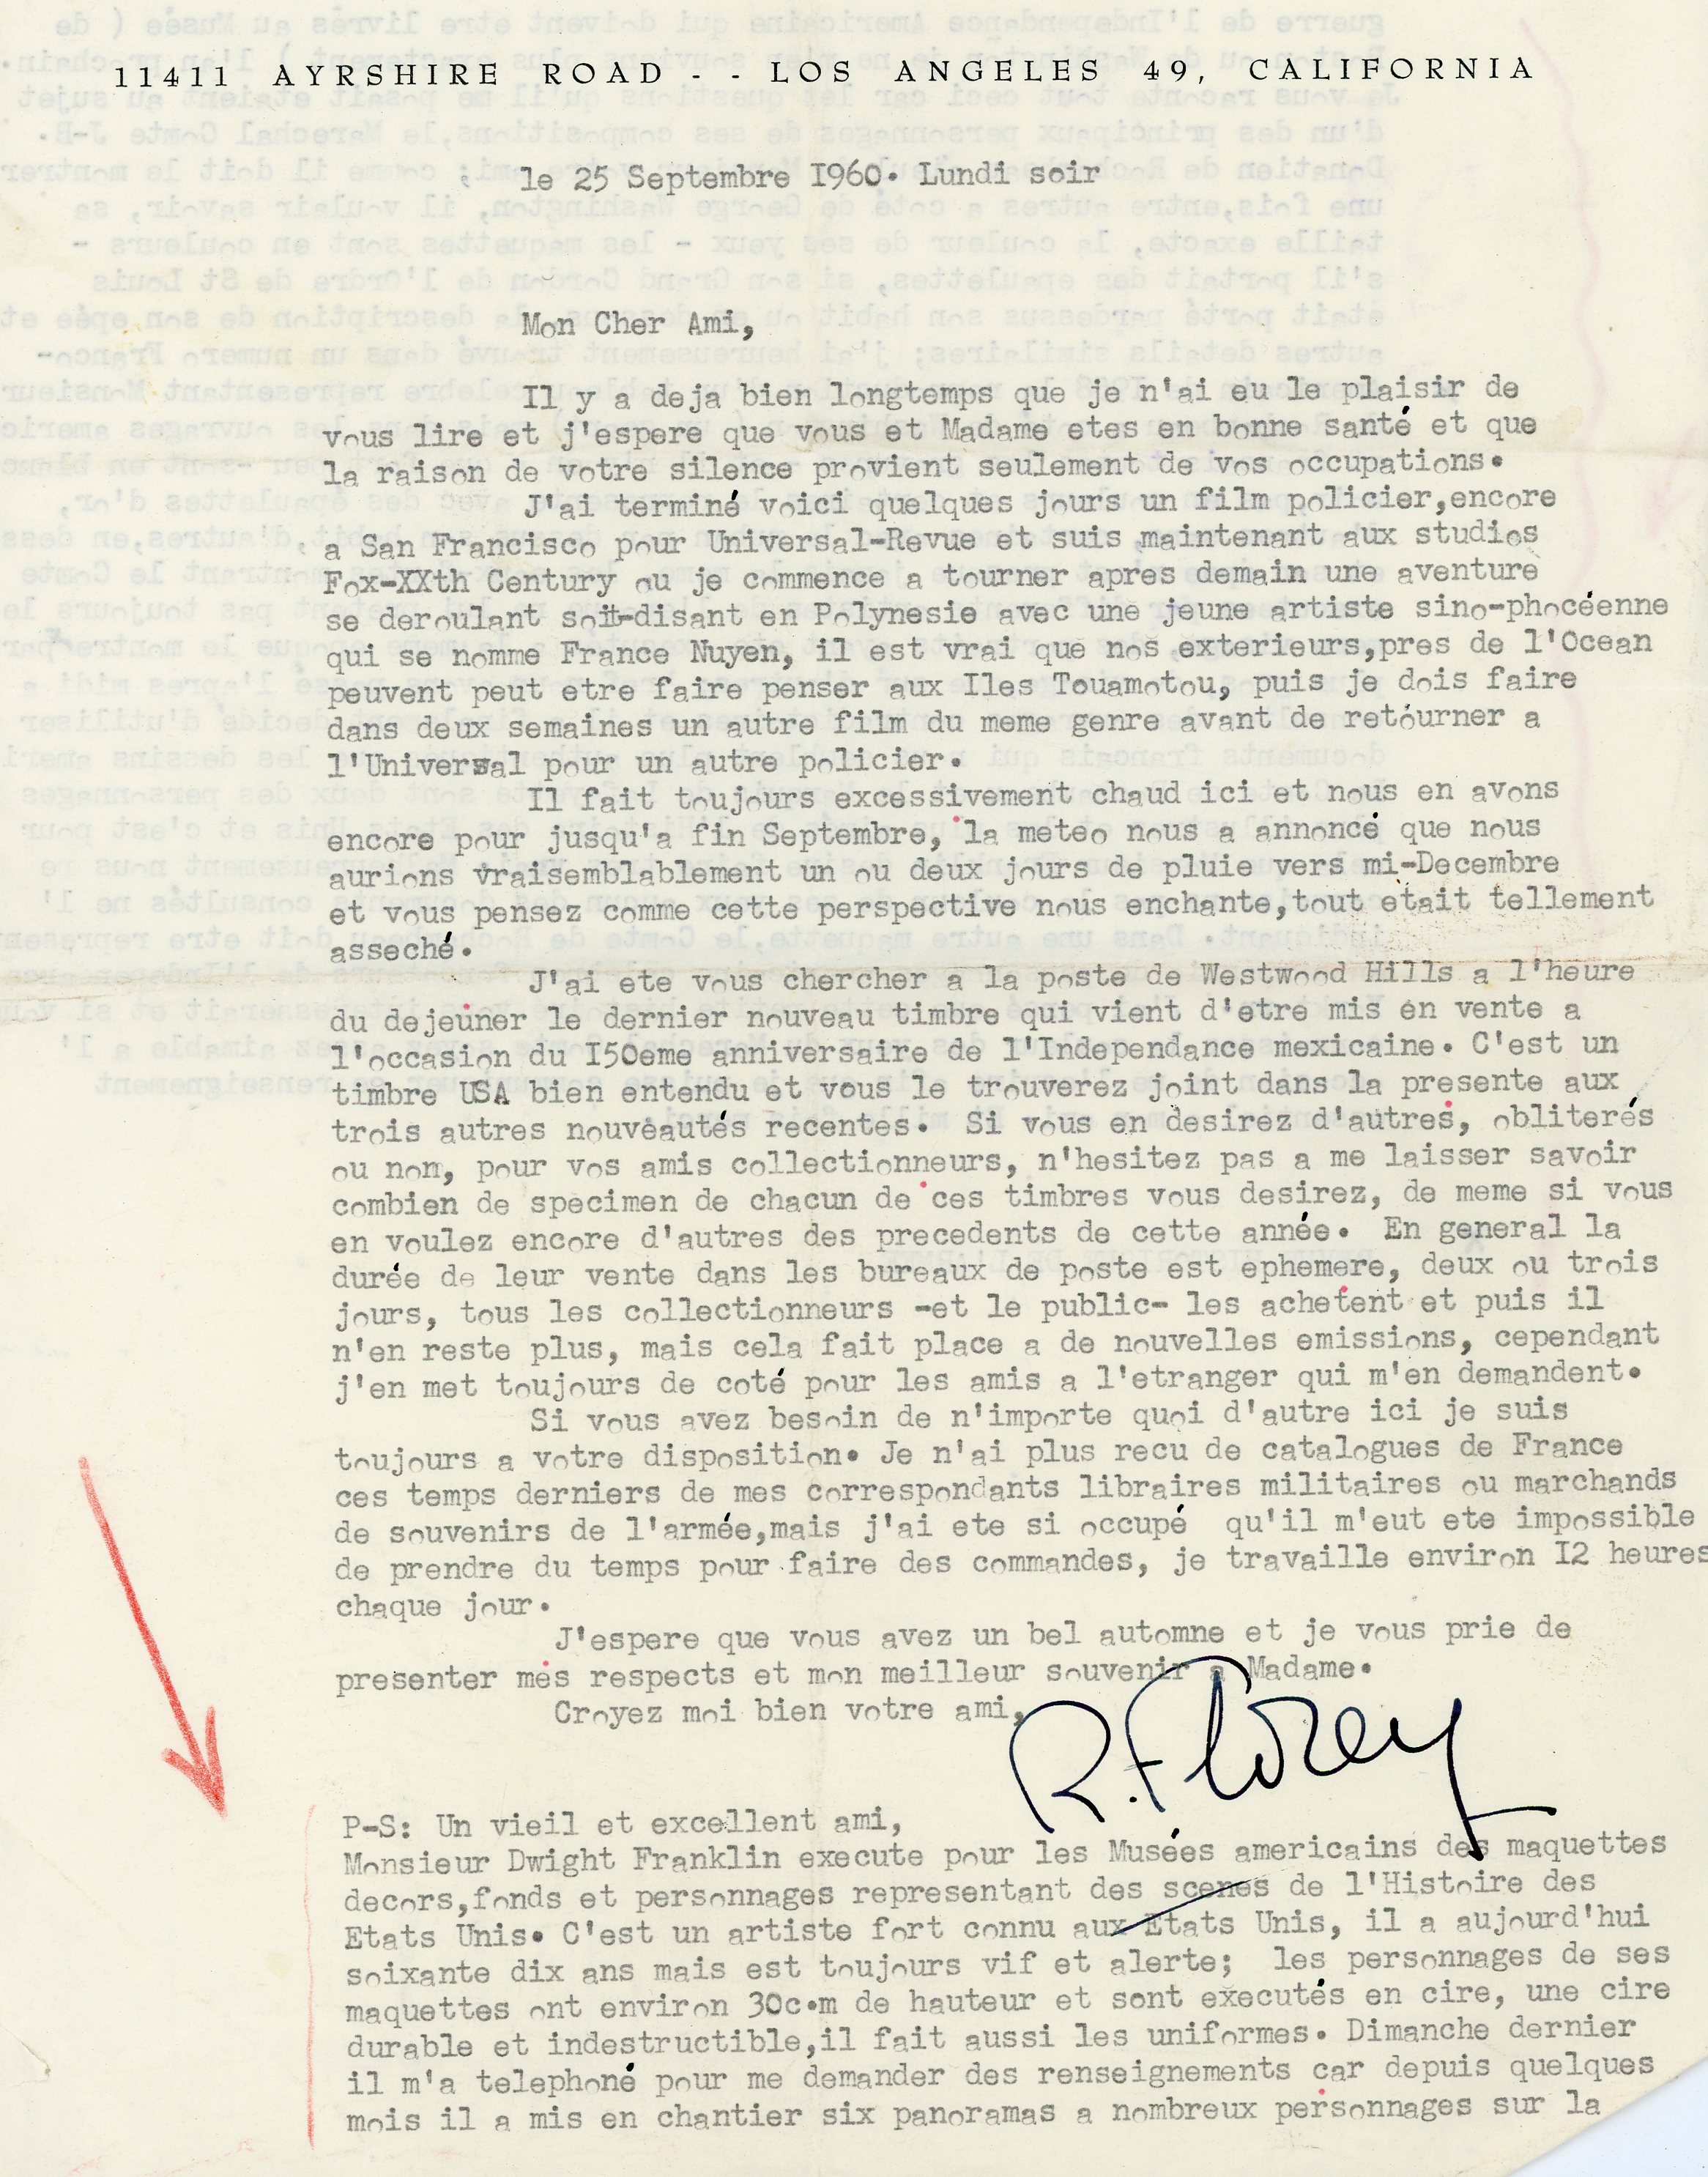 11411 AYRSHIRE ROAD - - LOS ANGELES 49, CALIFORNIA
le 25 Septembre I960. Lundi soir
Mon Cher Ami,
Il y a deja bien longtemps que je n'ai eu le plaisir de
vous lire et j'espere que vous et Madame etes en bonne santé et que
la raison de votre silence provient seulement de vos occupations.
J'ai terminé voici quelques jours un film policier,encore
a San Francisco pour Universal-Revue et suis maintenant aux studios
Fox-XXth Century ou je commence a tourner apres demain une aventure
se deroulant soit-disant en Polynesie avec une jeune artiste sino-phocéenne
qui se nomme France Nuyen, il est vrai que nos exterieurs,pres de l'Ocean
peuvent peut etre faire penser aux Iles Touamotou, puis je dois faire
dans deux semaines un autre film du meme genre avant de retourner a
l'Universal pour un autre policier.
Il fait toujours excessivement chaud ici et nous en avons
encore pour jusqu'a fin Septembre, la meteo nous a annoncé que nous
aurions vraisemblablement un ou deux jours de pluie vers mi-Decembre
et vous pensez comme cette perspective nous enchante,tout etait tellement
asseché.
J'ai ete vous chercher a la poste de Westwood Hills a l'heure
du dejeuner le dernier nouveau timbre qui vient d'etre mis en vente a
l'occasion du I50eme anniversaire de l'Independance mexicaine. C'est un
timbre USA bien entendu et vous le trouverez joint dans la presente aux
trois autres nouveautés recentes. Si vous en desirez d'autres, obliterés
ou non, pour vos amis collectionneurs, n'hesitez pas a me laisser savoir
combien de specimen de chacun de ces timbres vous desirez, de meme si vous
en voulez encore d'autres des precedents de cette année. En general la
durée de leur vente dans les bureaux de poste est ephemere, deux ou trois
jours, tous les collectionneurs -et le public- les achetent et puis il
n'en reste plus, mais cela fait place a de nouvelles emissions, cependant
j'en met toujours de coté pour les amis a l'etranger qui m'en demandent.
Si vous avez besoin de n'importe quoi d'autre ici je suis
toujours a votre disposition. Je n'ai plus recu de catalogues de France
ces temps derniers de mes correspondants libraires militaires ou marchands
de souvenirs de l'armée,mais j'ai ete si occupé qu'il m'eut ete impossible
de prendre du temps pour faire des commandes, je travaille environ I2 heures
chaque jour.
J'espere que vous avez un bel automne et je vous prie de
presenter mes respects et mon meilleur souvenir a Madame.
Croyez moi bien votre ami,
R. Florey
P-S: Un vieil et excellent ami,
Monsieur Dwight Franklin execute pour les Musées americains des maquettes
decors,fonds et personnages representant des scenes de l'Histoire des
Etats Unis. C'est un artiste fort connu aux Etats Unis, il a aujourd'hui
soixante dix ans mais est toujours vif et alerte; les personnages de ses
maquettes ont environ 30c.m de hauteur et sont executés en cire, une cire
durable et indestructible,il fait aussi les uniformes. Dimanche dernier
il m'a telephoné pour me demander des renseignements car depuis quelques
mois il a mis en chantier six panoramas a nombreux personnages sur la